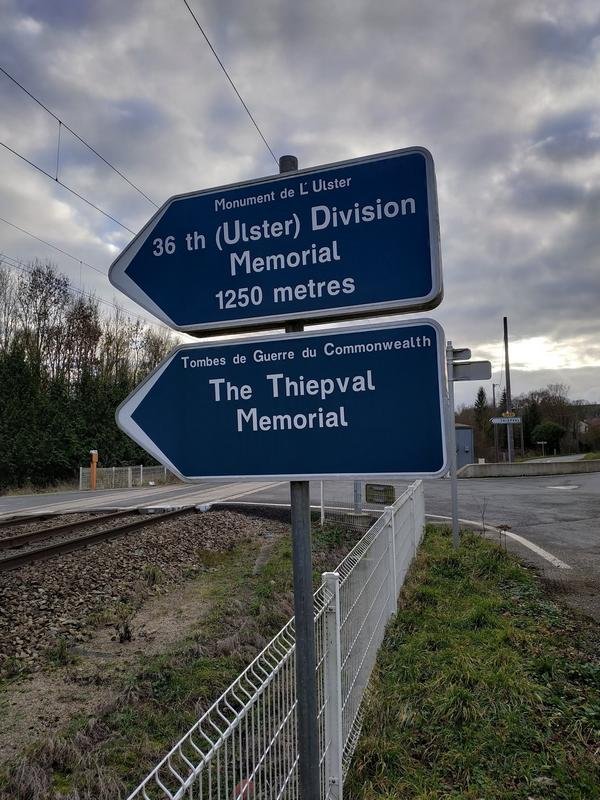 Monument de L'Ulster
36 th (Ulster) Division
Memorial
1250 metres
Tombes de Guerre du Commonwealth
The Thiepval
Memorial